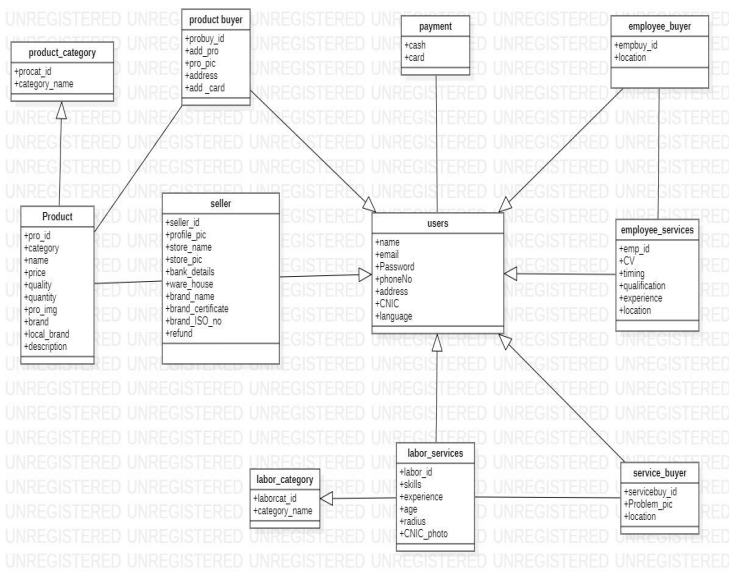 product_category
+procat_id
+category_name
product buyer
+probuy_id
+add_pro
+pro_pic
+address
+add _card
payment
+cash
+card
employee_buyer
+empbuy_id
+location
Product
+pro_id
+category
+name
+price
+quality
+quantity
+pro_img
+brand
+local_brand
+description
seller
+seller_id
+profile_pic
+store_name
+store_pic
+bank_details
+ware_house
+brand_name
+brand_certificate
+brand_ISO_no
+refund
users
+name
+email
+Password
+phoneNo
+address
+CNIC
+language
employee_services
+emp_id
+CV
+timing
+qualification
+experience
+location
labor_category
+laborcat_id
+category_name
labor_services
+labor_id
+skills
+experience
+age
+radius
+CNIC_photo
service_buyer
+servicebuy_id
+Problem_pic
+location
UNREGISTERED